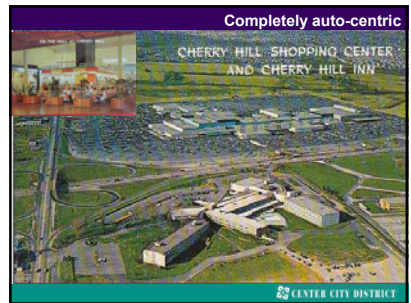 Completely auto-centric
CHERRY HILL SHOPPING CENTER
AND CHERRY HILL INN
CENTER CITY DISTRICT